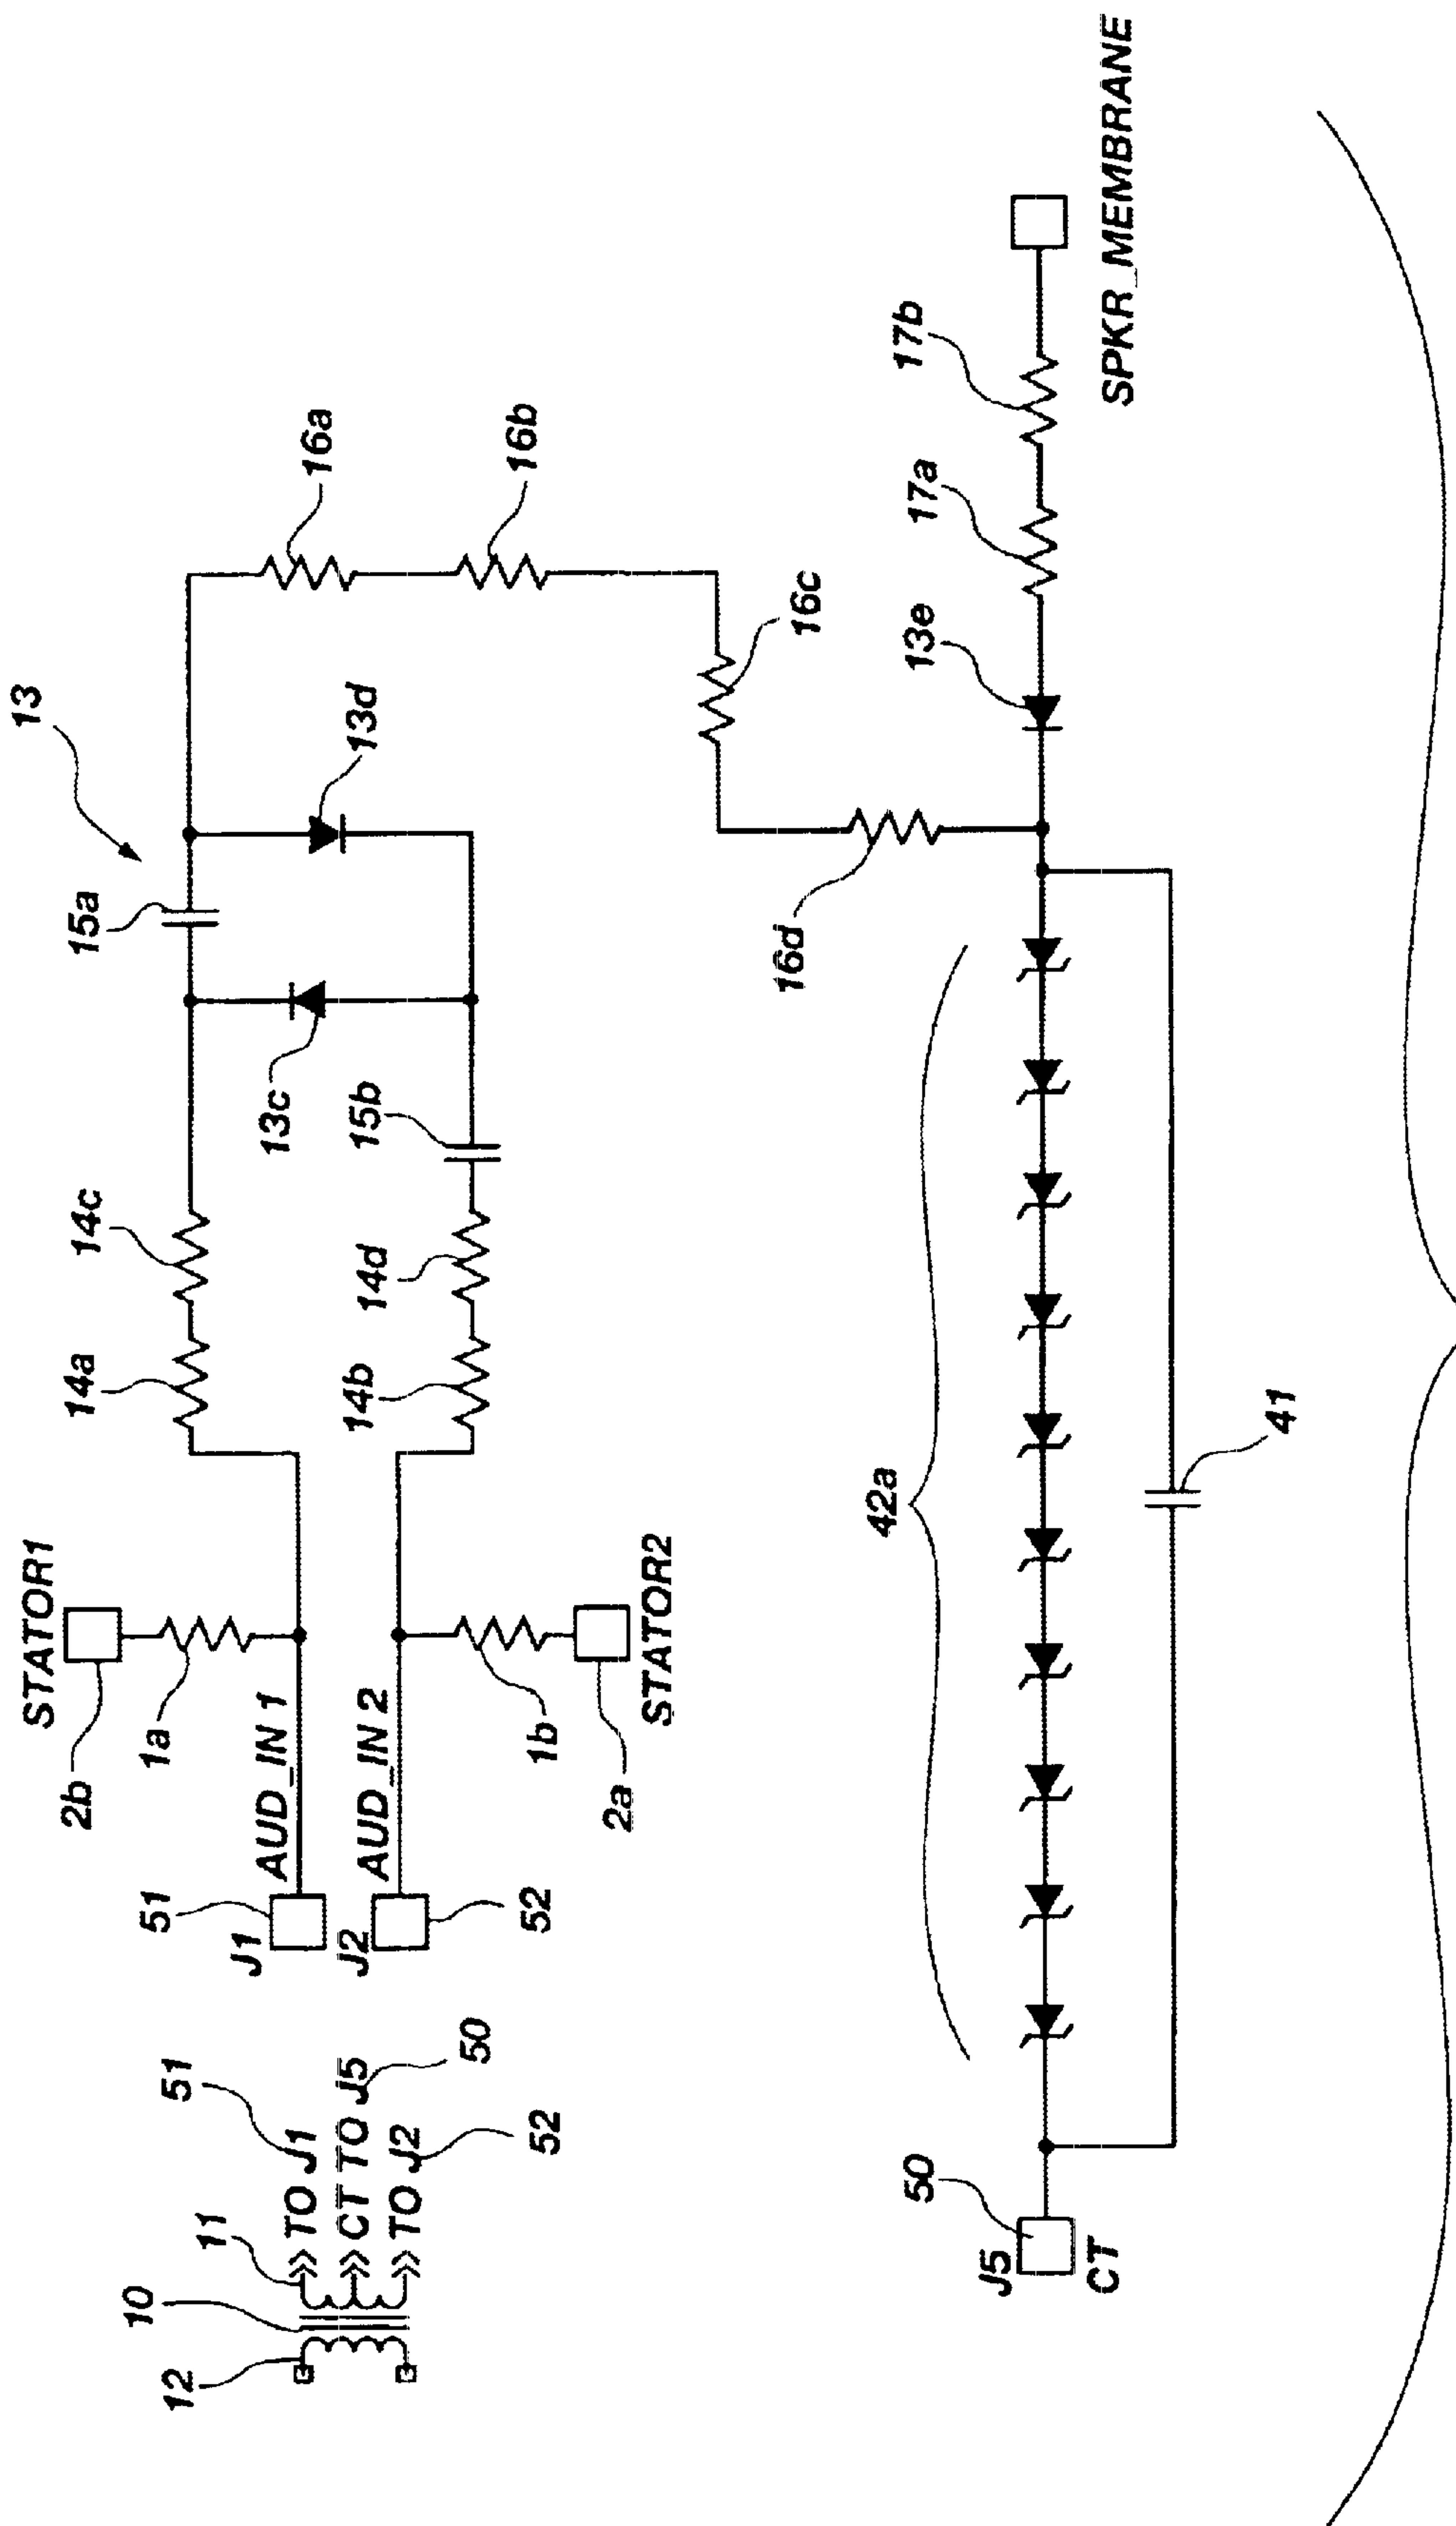 13
STATOR1
2b
1a
14a
14c
15a
13d
16a
51
J1
AUD_IN 1
13c
16b
J2
AUD_IN 2
14b
14d
15b
52
1b
2a
STATOR2
12
10
11
TO J1
51
CT TO J5
50
TO J2
52
16c
16d
42a
13e
17a
17b
J5
50
CT
41
SPKR_MEMBRANE